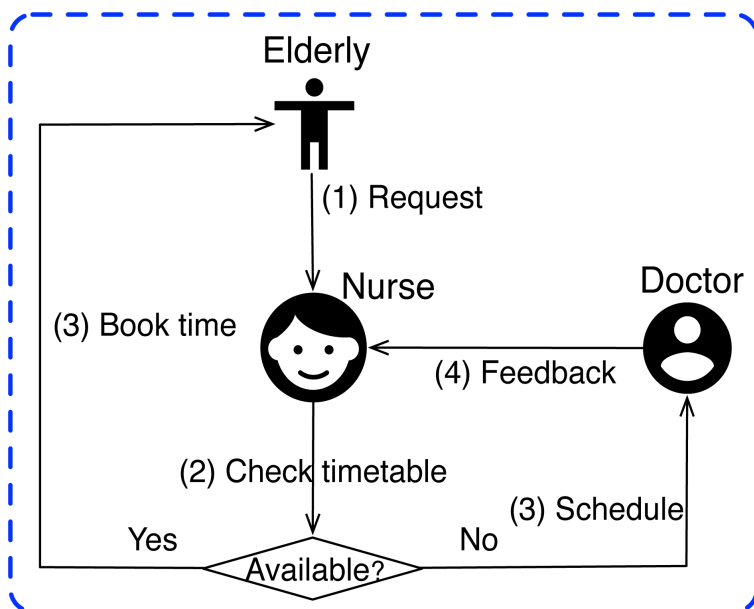 Elderly
(1) Request
Nurse
Doctor
(3) Book time
(4) Feedback
(2) Check timetable
(3) Schedule
Yes
No
Available?